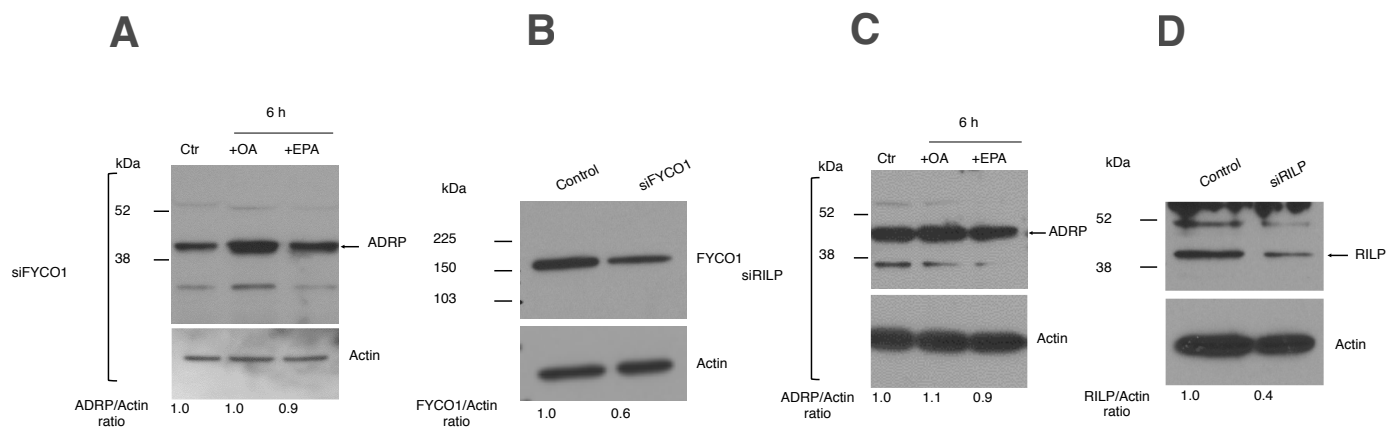 A
6 h
Ctr
+OA
+EPA
kDa
52
38
ADRP
siFYCO1
Actin
ADRP/Actin
ratio
1.0
1.0
0.9
B
Control
siFYCO1
kDa
225
150
103
FYCO1
Actin
FYCO1/Actin
ratio
1.0
0.6
C
6 h
Ctr
+OA
+EPA
kDa
52
38
ADRP
siRILP
Actin
ADRP/Actin
ratio
1.0
1.1
0.9
D
Control
siRILP
kDa
52
38
RILP
Actin
RILP/Actin
ratio
1.0
0.4